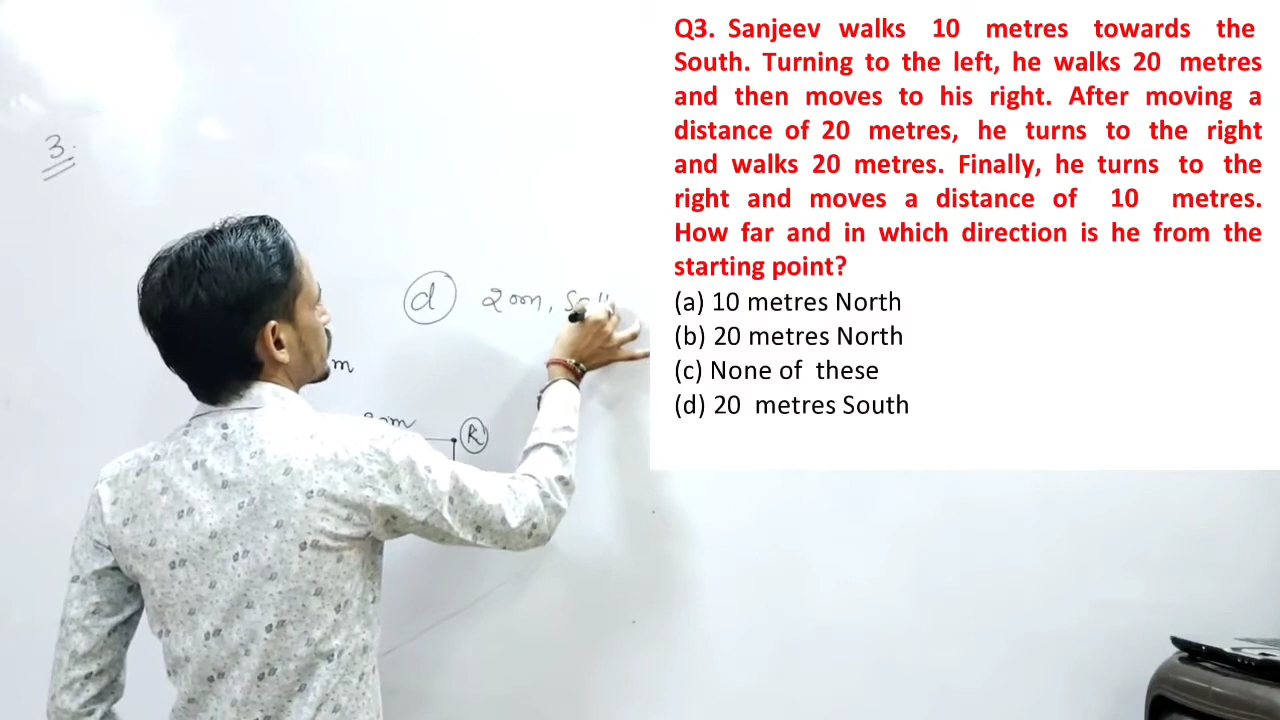 Q3. Sanjeev walks 10 metres towards the
South. Turning to the left, he walks 20 metres
and then moves to his right. After moving a
distance of 20 metres, he turns to the right
and walks 20 metres. Finally, he turns to the
right and moves a distance of 10 metres.
How far and in which direction is he from the
starting point?
(a) 10 metres North
(b) 20 metres North
(c) None of these
(d) 20 metres South
3.
(d) 20m,
m
R